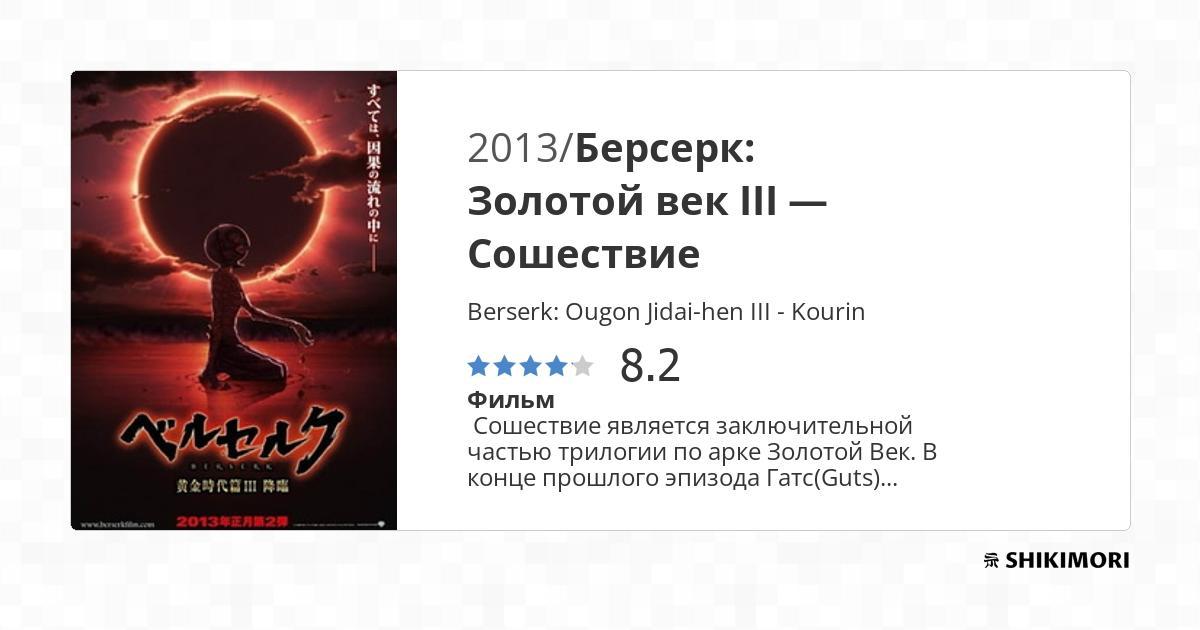 すべては、因果の流れの中に——
ベルセルク
BERSERK
黄金時代篇III 降臨
www.berserkfilm.com
2013年正月第2弾
2013/Берсерк:
Золотой век III —
Сошествие
Berserk: Ougon Jidai-hen III - Kourin
8.2
Фильм
Сошествие является заключительной
частью трилогии по арке Золотой Век. В
конце прошлого эпизода Гатс(Guts)...
SHIKIMORI